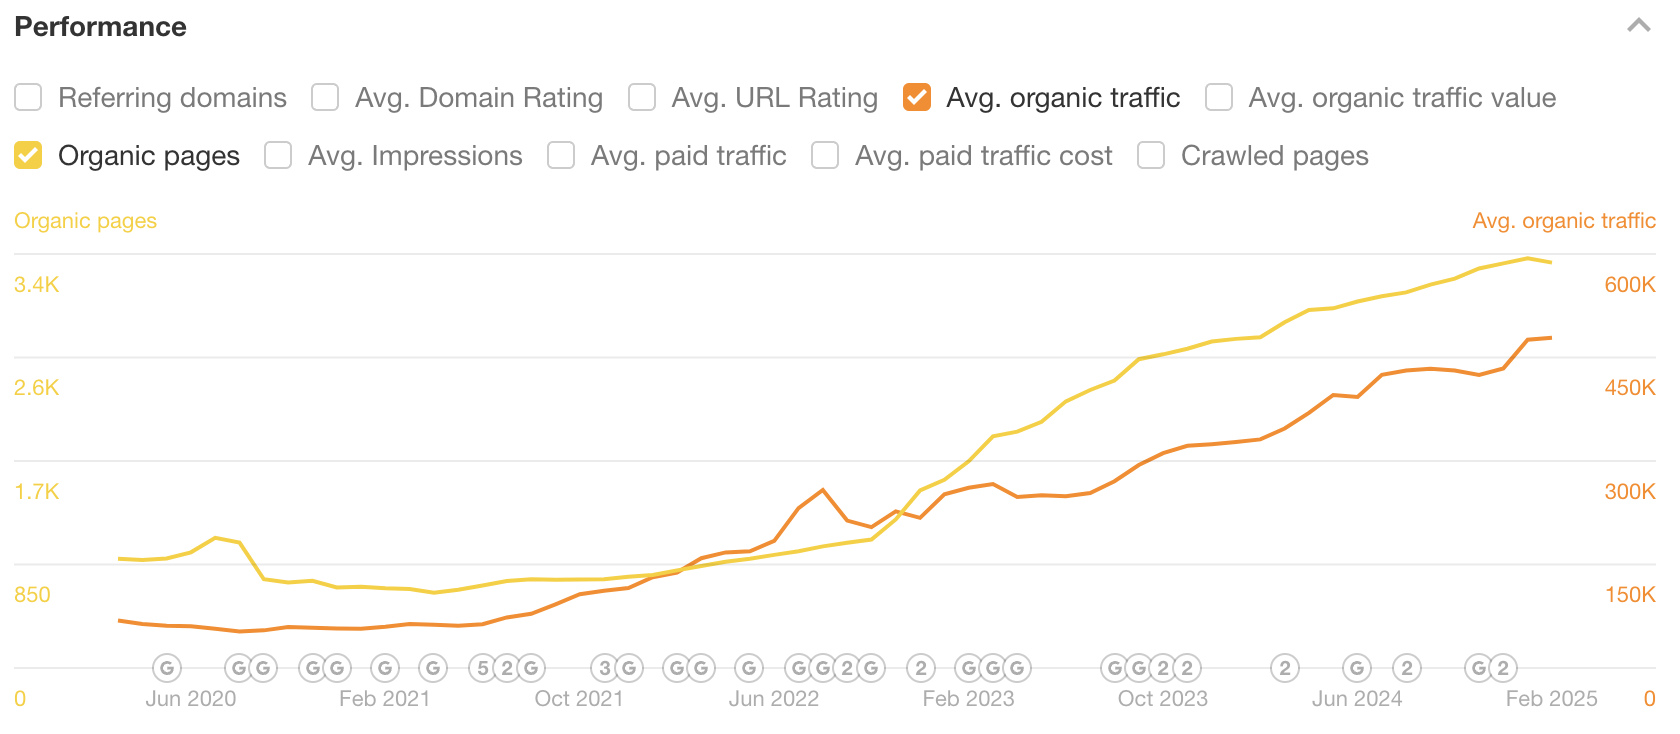 Performance
Referring domains Avg. Domain Rating Avg. URL Rating Avg. organic traffic Avg. organic traffic value
Organic pages Avg. Impressions Avg. paid traffic Avg. paid traffic cost Crawled pages
Organic pages Avg. organic traffic
3.4K 600K
2.6K 450K
1.7K 300K
850 150K
G G G G G G G 5 2 G 3 G G G G G G 2 G 2 G G G G G 2 2 2 G 2 G 2
0 Jun 2020 Feb 2021 Oct 2021 Jun 2022 Feb 2023 Oct 2023 Jun 2024 Feb 2025 0